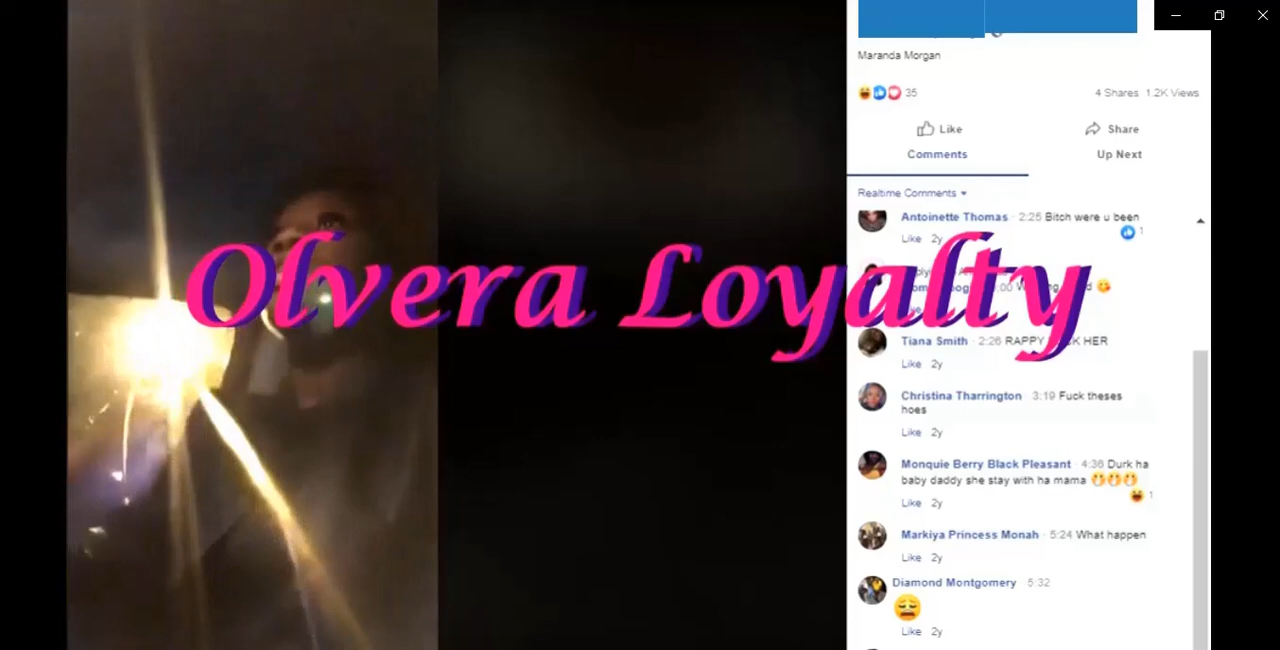 Maranda Morgan
35
4 Shares 1.2K Views
Like
Share
Comments
Up Next
Realtime Comments
Antoinette Thomas · 2:25 Bitch were u been
1
Like 2y
Olvera Loyalty
Tiana Smith · 2:26 RAPPY HER
Like 2y
Christina Tharrington · 3:19 Fuck theses
hoes
Like 2y
Monquie Berry Black Pleasant · 4:36 Durk ha
baby daddy she stay with ha mama
1
Like 2y
Markiya Princess Monah · 5:24 What happen
Like 2y
Diamond Montgomery · 5:32
Like 2y